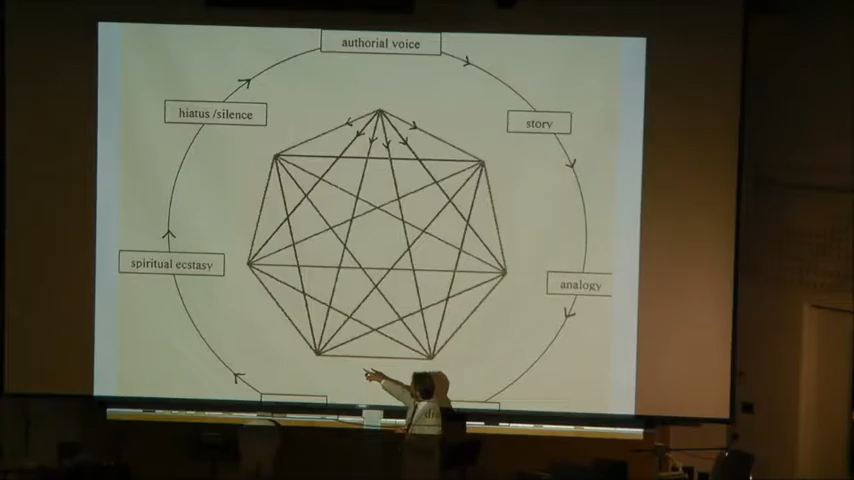 authorial voice
hiatus /silence
story
spiritual ecstasy
analogy